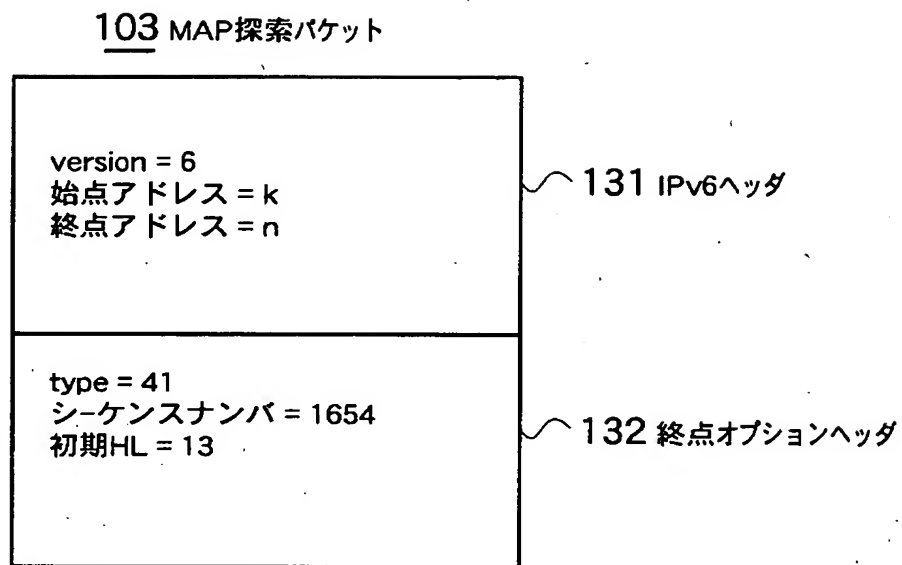 103 MAP探索パケット
version = 6
始点アドレス = k
終点アドレス = n
131 IPv6ヘッダ
type = 41
シーケンスナンバ = 1654
初期HL = 13
132 終点オプションヘッダ